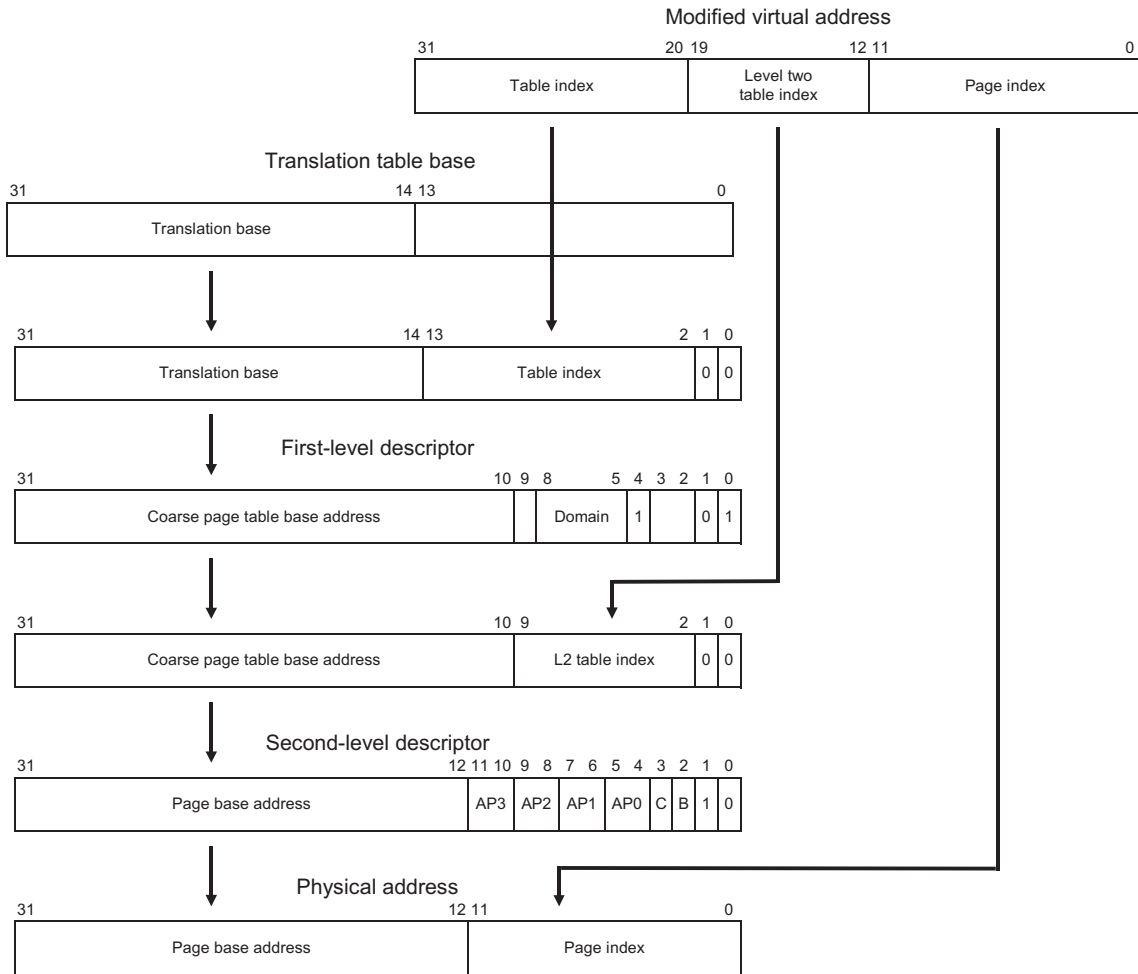 Modified virtual address
31 20 19 12 11 0
Table index Level two table index Page index
Translation table base
31 14 13 0
Translation base
31 14 13 2 1 0
Translation base Table index 0 0
First-level descriptor
31 10 9 8 5 4 3 2 1 0
Coarse page table base address Domain 1 0 1
31 10 9 2 1 0
Coarse page table base address L2 table index 0 0
Second-level descriptor
31 12 11 10 9 8 7 6 5 4 3 2 1 0
Page base address AP3 AP2 AP1 AP0 C B 1 0
Physical address
31 12 11 0
Page base address Page index